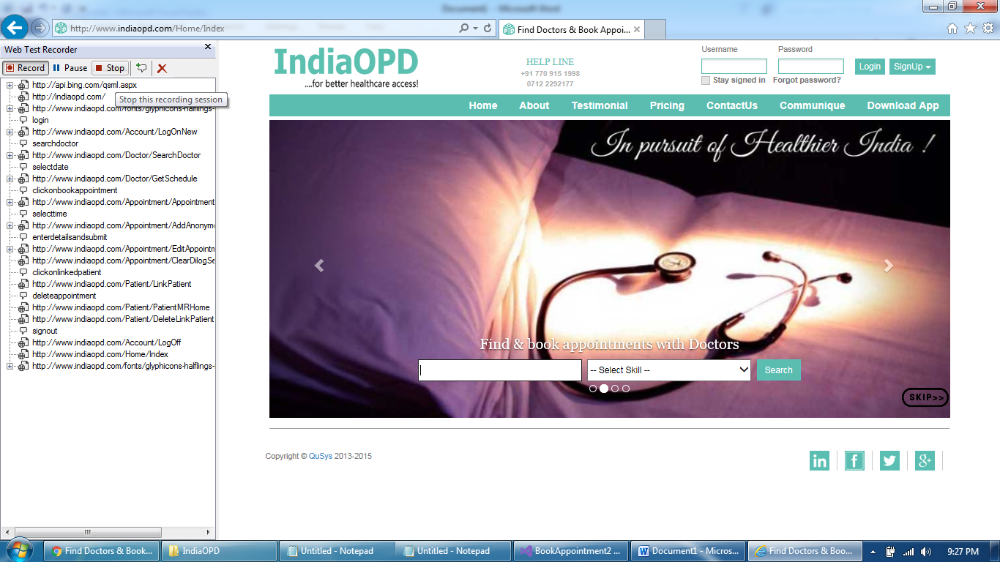 Document1 - Microsoft Word
http://www.indiaopd.com/Home/Index
Find Doctors & Book Appoi...
Web Test Recorder
Record
Pause
Stop
http://api.bing.com/qsml.aspx
http://indiaopd.com/
Stop this recording session
http://www.indiaopd.com/fonts/glyphicons-halflings-
login
http://www.indiaopd.com/Account/LogOnNew
searchdoctor
http://www.indiaopd.com/Doctor/SearchDoctor
selectdate
http://www.indiaopd.com/Doctor/GetSchedule
clickonbookappointment
http://www.indiaopd.com/Appointment/Appointment
selecttime
http://www.indiaopd.com/Appointment/AddAnonyme
enterdetailsandsubmit
http://www.indiaopd.com/Appointment/EditAppointm
http://www.indiaopd.com/Appointment/ClearDilogSe
clickonlinkedpatient
http://www.indiaopd.com/Patient/LinkPatient
deleteappointment
http://www.indiaopd.com/Patient/PatientMRHome
http://www.indiaopd.com/Patient/DeleteLinkPatient
signout
http://www.indiaopd.com/Account/LogOff
http://www.indiaopd.com/Home/Index
http://www.indiaopd.com/fonts/glyphicons-halflings-
IndiaOPD
....for better healthcare access!
HELP LINE
+91 770 915 1998
0712 2292177
Username
Password
Login
SignUp
Stay signed in
Forgot password?
Home
About
Testimonial
Pricing
ContactUs
Communique
Download App
In pursuit of Healthier India !
Find & book appointments with Doctors
-- Select Skill --
Search
SKIP>>
Copyright © QuSys 2013-2015
Find Doctors & Book...
IndiaOPD
Untitled - Notepad
Untitled - Notepad
BookAppointment2 ...
Document1 - Micros...
Find Doctors & Boo...
9:27 PM